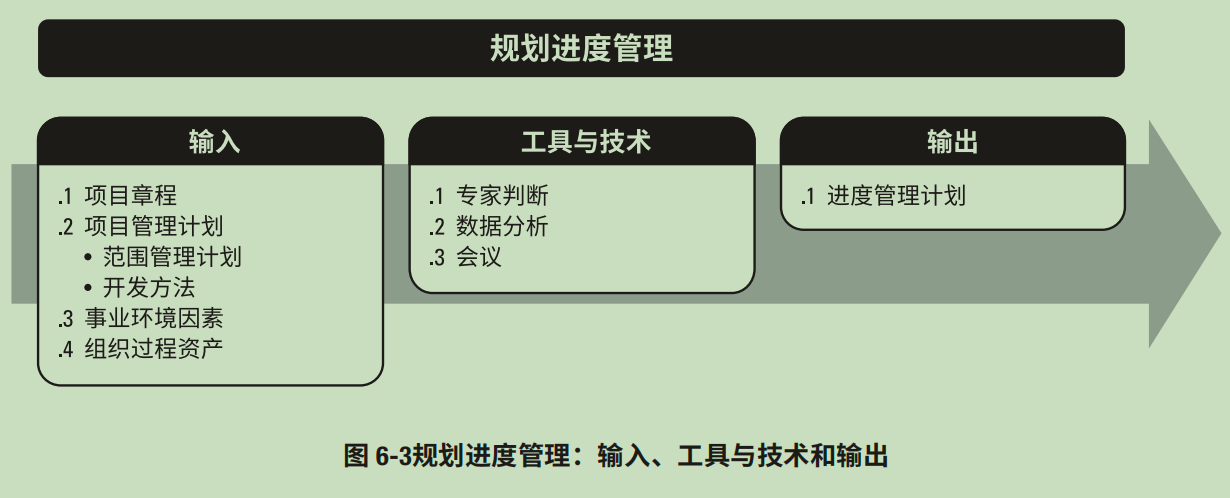 规划进度管理
输入
.1 项目章程
.2 项目管理计划
• 范围管理计划
• 开发方法
.3 事业环境因素
.4 组织过程资产
工具与技术
.1 专家判断
.2 数据分析
.3 会议
输出
.1 进度管理计划
图 6-3规划进度管理：输入、工具与技术和输出